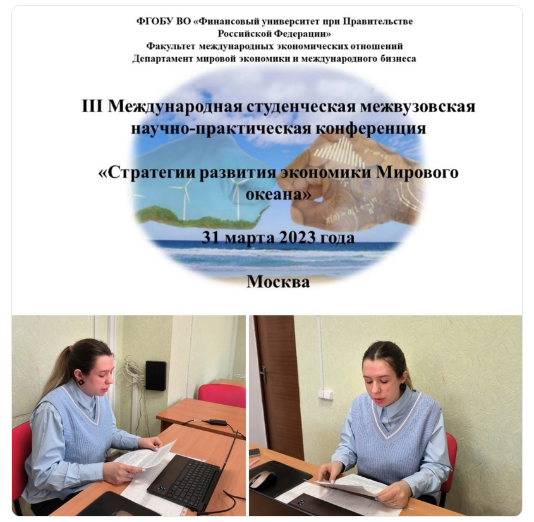 ФГОБУ ВО «Финансовый университет при Правительстве
Российской Федерации»
Факультет международных экономических отношений
Департамент мировой экономики и международного бизнеса
III Международная студенческая межвузовская
научно-практическая конференция
«Стратегии развития экономики Мирового
океана»
31 марта 2023 года
Москва